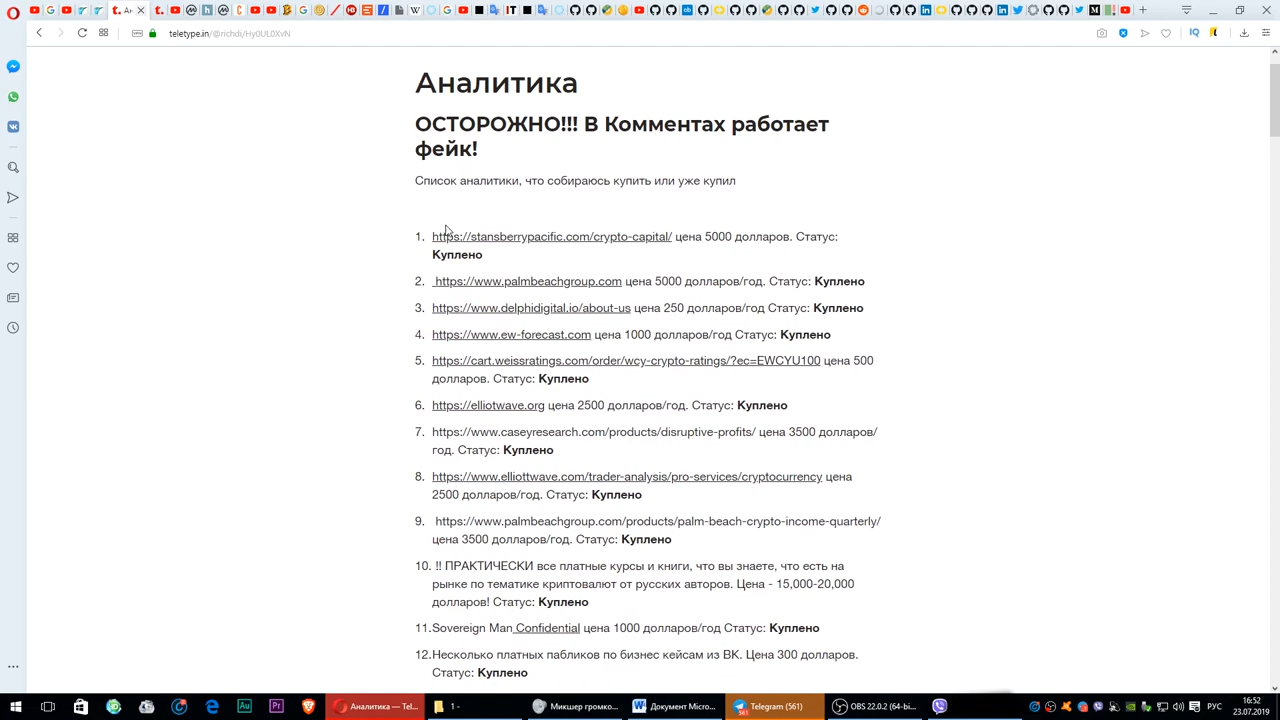 t. А
IT
teletype.in/@richdi/Hy0UL0XvN
IQ
Аналитика
ОСТОРОЖНО!!! В Комментах работает
фейк!
Список аналитики, что собираюсь купить или уже купил
1. https://stansberrypacific.com/crypto-capital/ цена 5000 долларов. Статус:
Куплено
2. https://www.palmbeachgroup.com цена 5000 долларов/год. Статус: Куплено
3. https://www.delphidigital.io/about-us цена 250 долларов/год Статус: Куплено
4. https://www.ew-forecast.com цена 1000 долларов/год Статус: Куплено
5. https://cart.weissratings.com/order/wcy-crypto-ratings/?ec=EWCYU100 цена 500
долларов. Статус: Куплено
6. https://elliotwave.org цена 2500 долларов/год. Статус: Куплено
7. https://www.caseyresearch.com/products/disruptive-profits/ цена 3500 долларов/
год. Статус: Куплено
8. https://www.elliottwave.com/trader-analysis/pro-services/cryptocurrency цена
2500 долларов/год. Статус: Куплено
9. https://www.palmbeachgroup.com/products/palm-beach-crypto-income-quarterly/
цена 3500 долларов/год. Статус: Куплено
10. !! ПРАКТИЧЕСКИ все платные курсы и книги, что вы знаете, что есть на
рынке по тематике криптовалют от русских авторов. Цена - 15,000-20,000
долларов! Статус: Куплено
11.Sovereign Man Confidential цена 1000 долларов/год Статус: Куплено
12.Несколько платных пабликов по бизнес кейсам из ВК. Цена 300 долларов.
Статус: Куплено
Au
Pr
Аналитика — Tel...
1 -
Микшер громко...
Документ Micro...
Telegram (561)
OBS 22.0.2 (64-bi...
РУС
16:52
23.07.2019